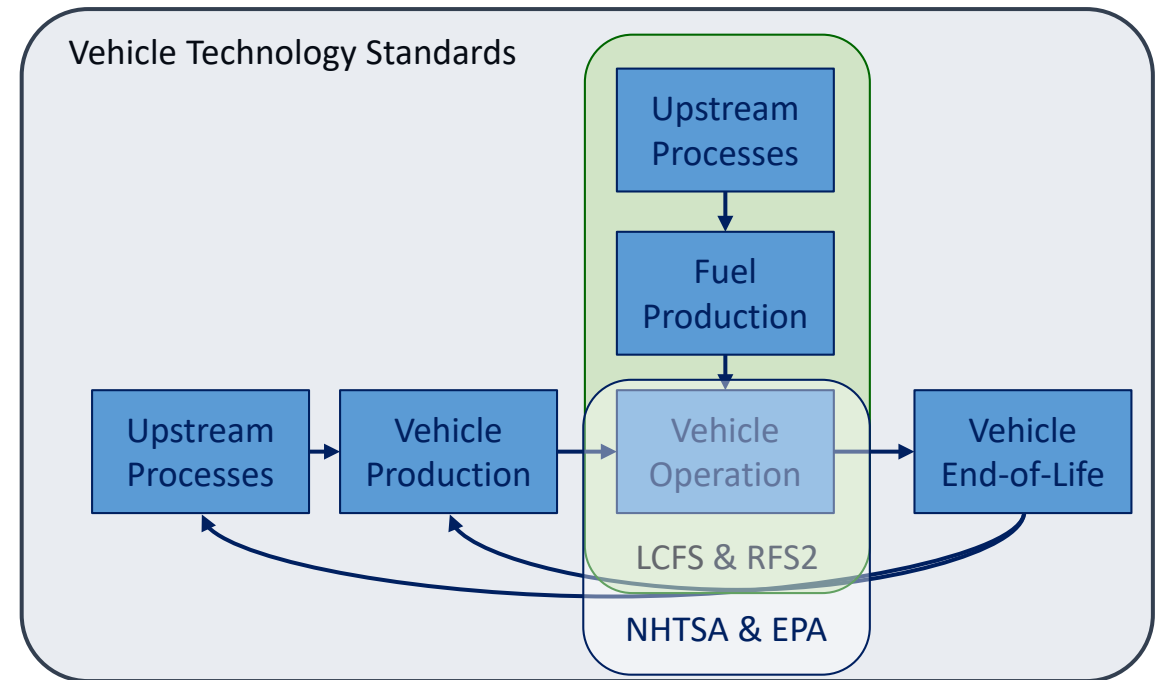 Vehicle Technology Standards
Upstream
Processes
Fuel
Production
Upstream
Processes
Vehicle
Production
Vehicle
Operation
Vehicle
End-of-Life
LCFS & RFS2
NHTSA & EPA